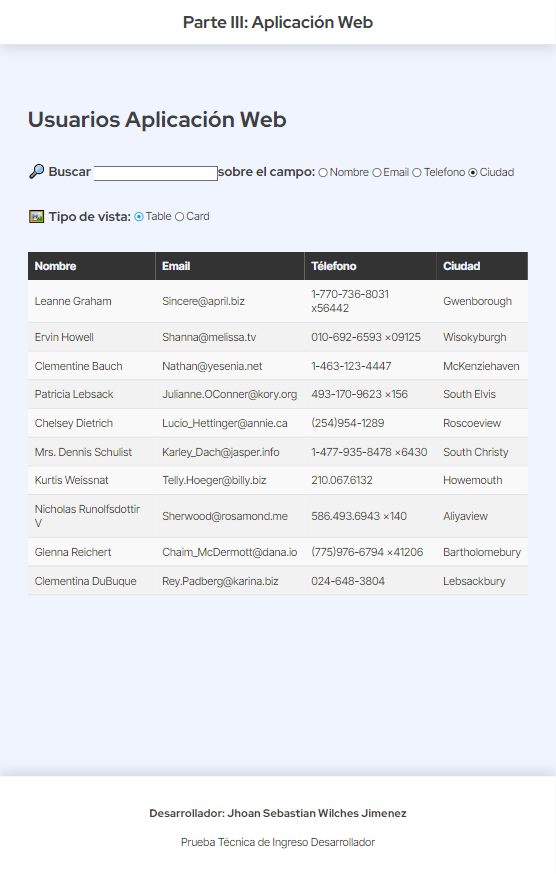 Parte III: Aplicación Web
Usuarios Aplicación Web
🔎 Buscar sobre el campo: Nombre Email Telefono Ciudad
🖼️ Tipo de vista: Table Card
Nombre Email Télefono Ciudad
Leanne Graham Sincere@april.biz 1-770-736-8031 x56442 Gwenborough
Ervin Howell Shanna@melissa.tv 010-692-6593 x09125 Wisokyburgh
Clementine Bauch Nathan@yesenia.net 1-463-123-4447 McKenziehaven
Patricia Lebsack Julianne.OConner@kory.org 493-170-9623 x156 South Elvis
Chelsey Dietrich Lucio_Hettinger@annie.ca (254)954-1289 Roscoeview
Mrs. Dennis Schulist Karley_Dach@jasper.info 1-477-935-8478 x6430 South Christy
Kurtis Weissnat Telly.Hoeger@billy.biz 210.067.6132 Howemouth
Nicholas Runolfsdottir V Sherwood@rosamond.me 586.493.6943 x140 Aliyaview
Glenna Reichert Chaim_McDermott@dana.io (775)976-6794 x41206 Bartholomebury
Clementina DuBuque Rey.Padberg@karina.biz 024-648-3804 Lebsackbury
Desarrollador: Jhoan Sebastian Wilches Jimenez
Prueba Técnica de Ingreso Desarrollador